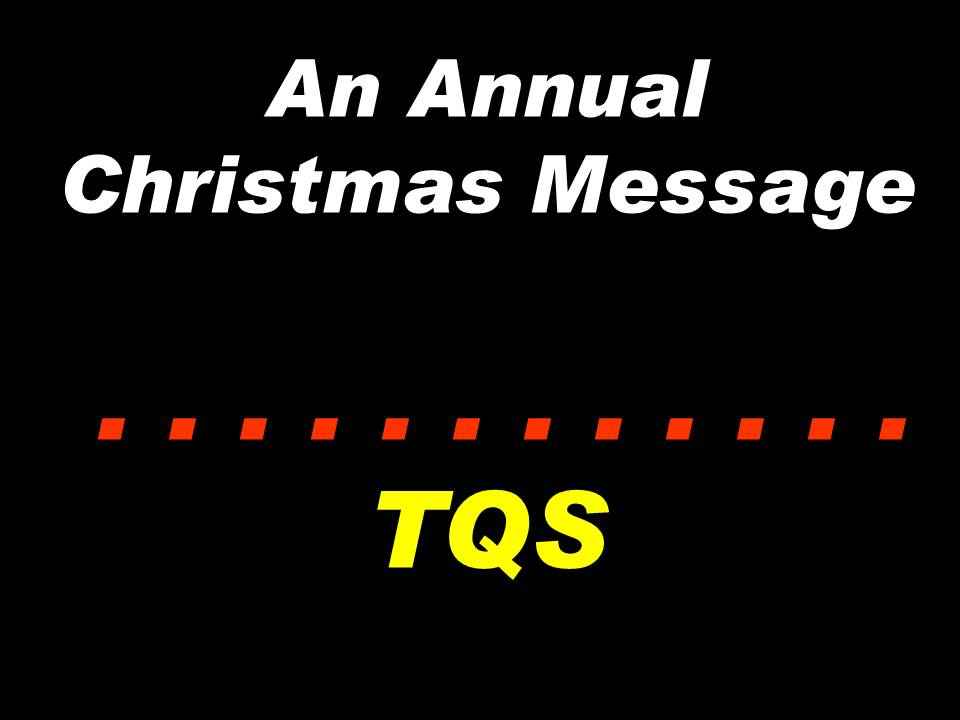 An Annual
Christmas Message
. . . . . . . . . . . .
TQS